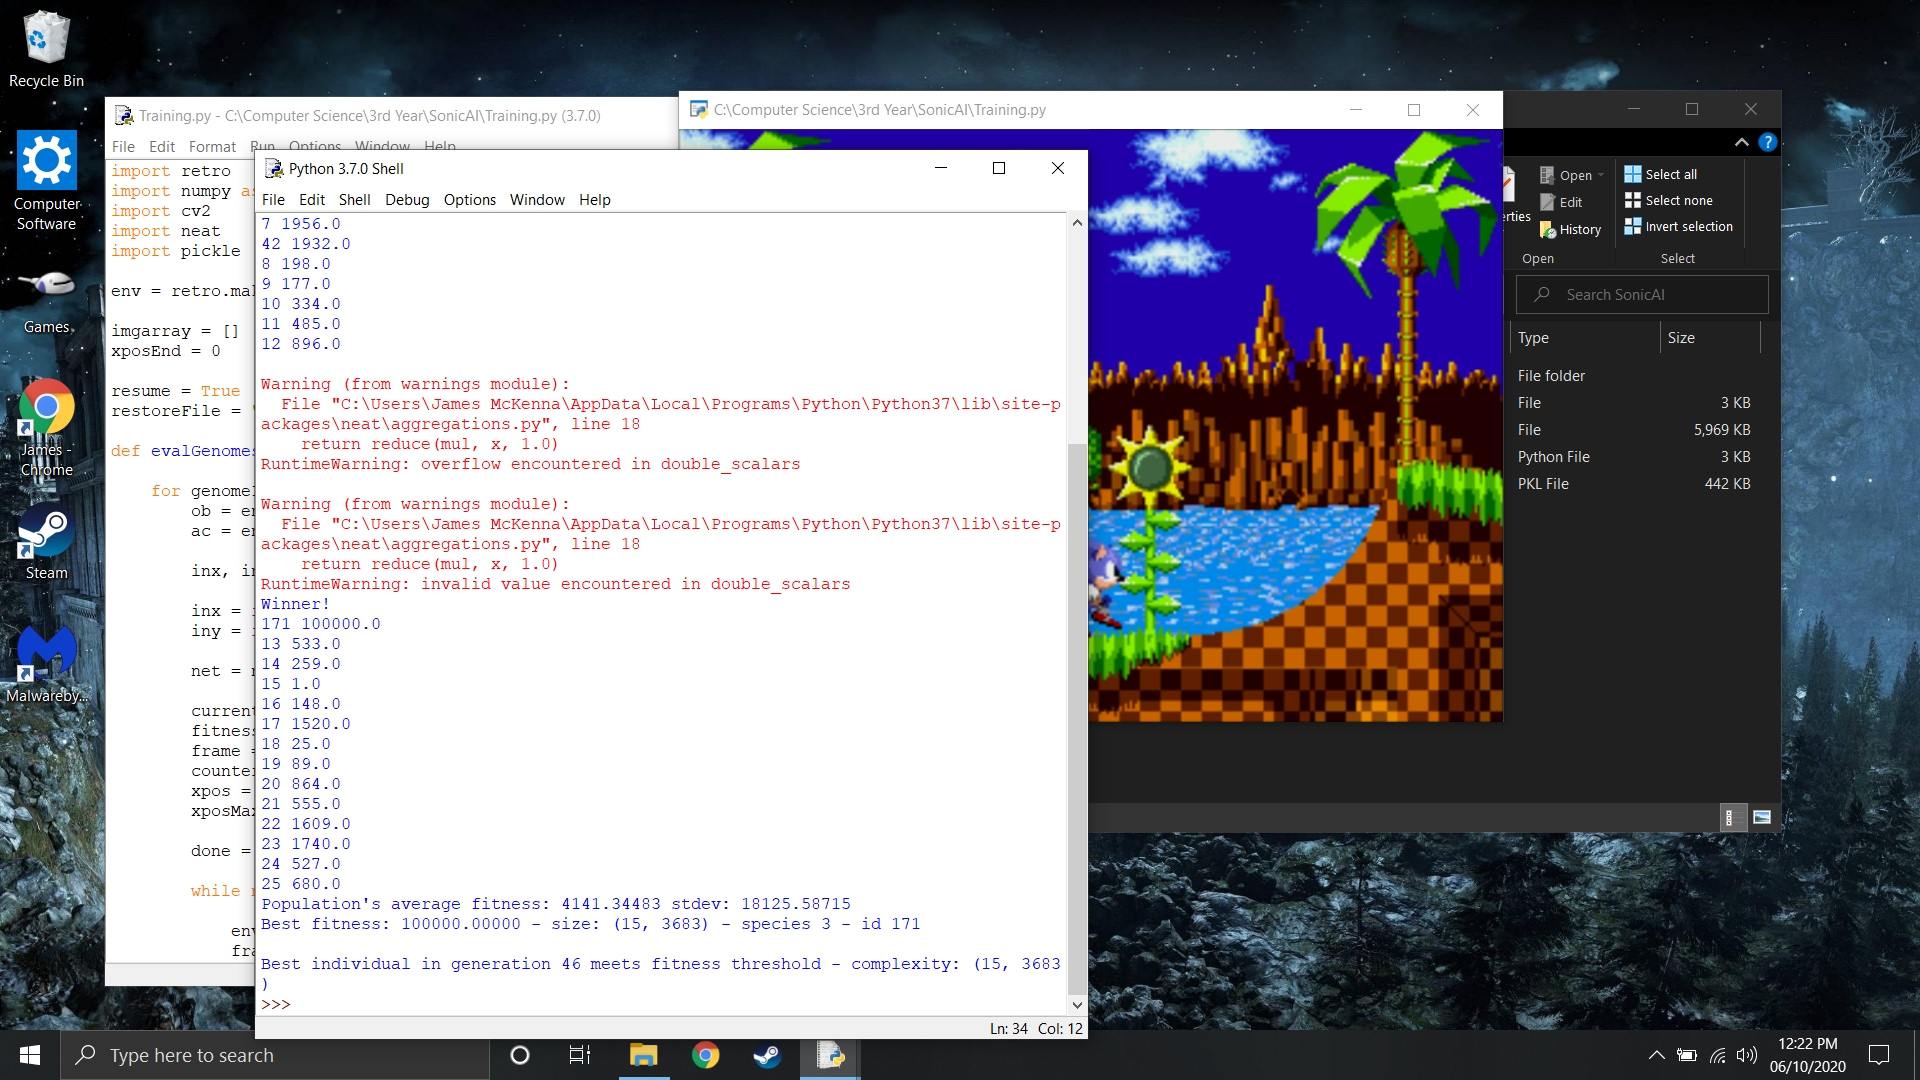 Recycle Bin
Computer
Software
Games
James -
Chrome
Steam
Malwareby...
Training.py - C:\Computer Science\3rd Year\SonicAI\Training.py (3.7.0)
File Edit Format Run Options Window Help
import retro
import numpy as
import cv2
import neat
import pickle
env = retro.ma
imgarray = []
xposEnd = 0
resume = True
restoreFile =
def evalGenomes
for genome
ob = e
ac = e
inx, i
inx =
iny =
net =
current
fitness
frame =
counter
xpos =
xposMax
done =
while
env
fra
Python 3.7.0 Shell
File Edit Shell Debug Options Window Help
7 1956.0
42 1932.0
8 198.0
9 177.0
10 334.0
11 485.0
12 896.0
Warning (from warnings module):
File "C:\Users\James McKenna\AppData\Local\Programs\Python\Python37\lib\site-p
ackages\neat\aggregations.py", line 18
return reduce(mul, x, 1.0)
RuntimeWarning: overflow encountered in double_scalars
Warning (from warnings module):
File "C:\Users\James McKenna\AppData\Local\Programs\Python\Python37\lib\site-p
ackages\neat\aggregations.py", line 18
return reduce(mul, x, 1.0)
RuntimeWarning: invalid value encountered in double_scalars
Winner!
171 100000.0
13 533.0
14 259.0
15 1.0
16 148.0
17 1520.0
18 25.0
19 89.0
20 864.0
21 555.0
22 1609.0
23 1740.0
24 527.0
25 680.0
Population's average fitness: 4141.34483 stdev: 18125.58715
Best fitness: 100000.00000 - size: (15, 3683) - species 3 - id 171
Best individual in generation 46 meets fitness threshold - complexity: (15, 3683
)
>>>
Ln: 34 Col: 12
C:\Computer Science\3rd Year\SonicAI\Training.py
erties
Open
Edit
History
Open
Select all
Select none
Invert selection
Select
Search SonicAI
Type Size
File folder
File 3 KB
File 5,969 KB
Python File 3 KB
PKL File 442 KB
Type here to search
12:22 PM
06/10/2020